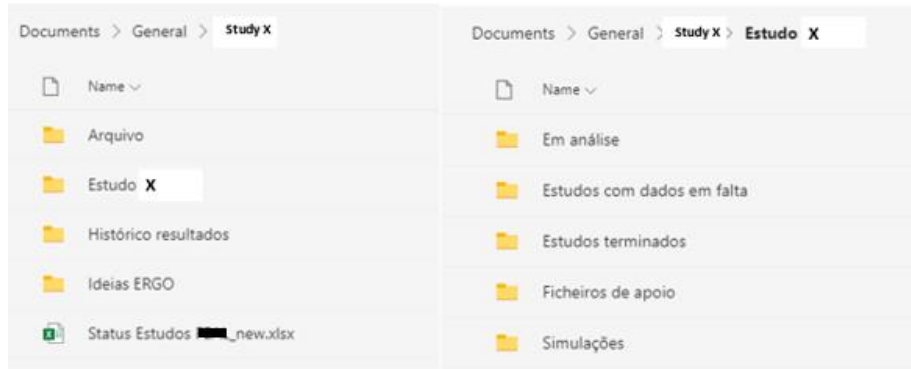 Documents > General > Study X
Name
Arquivo
Estudo X
Histórico resultados
Ideias ERGO
Status Estudos _new.xlsx
Documents > General > Study X > Estudo X
Name
Em análise
Estudos com dados em falta
Estudos terminados
Ficheiros de apoio
Simulações